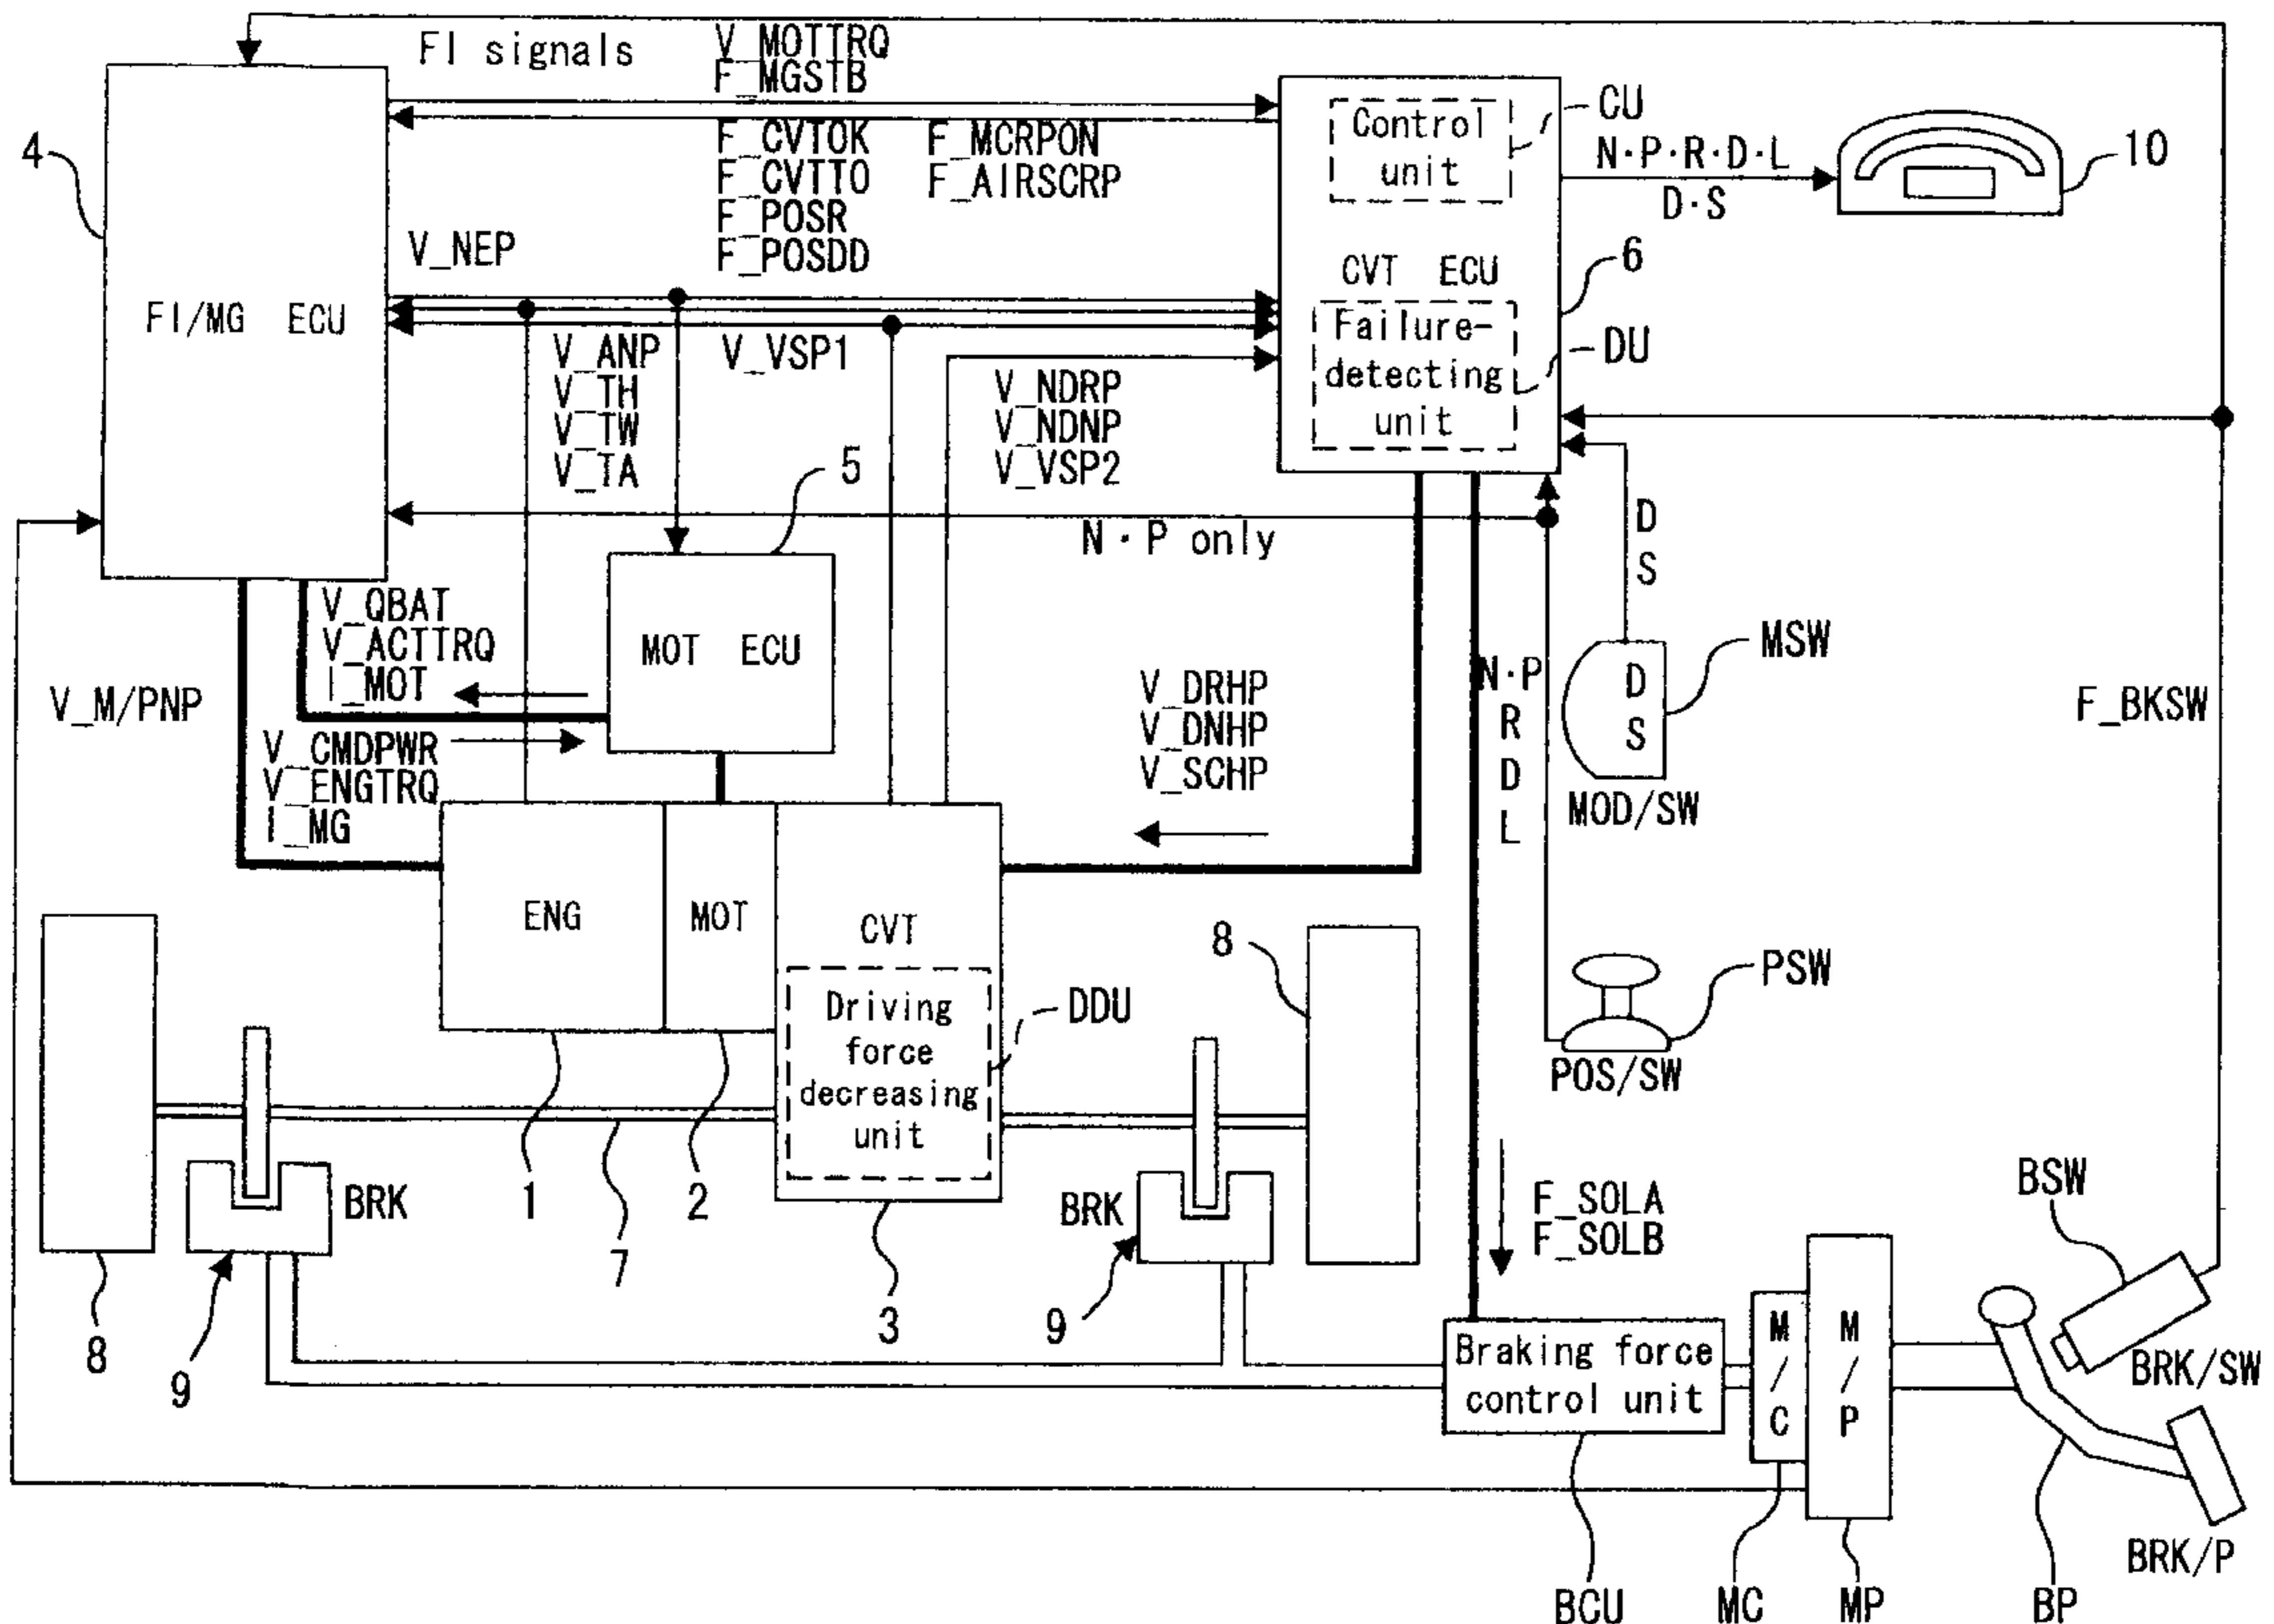 FI signals
V_MOTTRQ
F_MGSTB
F_CVTOK
F_CVTTO
F_POSR
F_POSDD
F_MCRPON
F_AIRSCRP
4
FI/MG ECU
V_NEP
V_ANP
V_TH
V_TW
V_TA
V_VSP1
V_NDRP
V_NDNP
V_VSP2
Control
unit
CU
CVT ECU
6
Failure-
detecting
unit
DU
N·P·R·D·L
D·S
10
N·P only
5
MOT ECU
V_QBAT
V_ACTTRQ
I_MOT
V_CMDPWR
V_ENGTRQ
I_MG
V_M/PNP
V_DRHP
V_DNHP
V_SCHP
N·P
R
D
L
D
S
D
S
MSW
MOD/SW
F_BKSW
PSW
POS/SW
ENG
MOT
CVT
Driving
force
decreasing
unit
DDU
8
1
2
7
3
BRK
8
9
BRK
9
F_SOLA
F_SOLB
Braking force
control unit
BCU
M/C
MC
M/P
MP
BSW
BRK/SW
BRK/P
BP